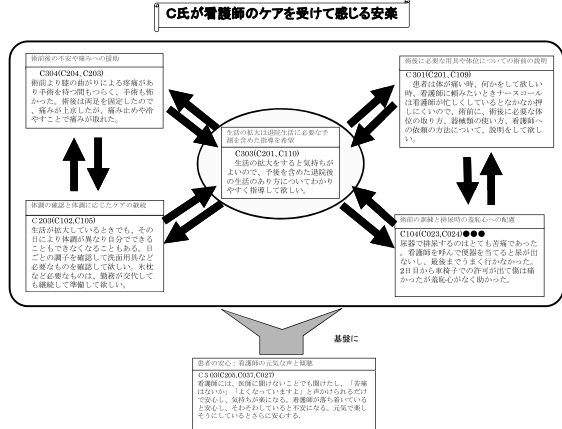 C氏が看護師のケアを受けて感じる安楽
術前後の不安や痛みへの援助
C304(C204, C203)
術前より膝の曲がりによる疼痛があ
り手術を待つ間もつらく、手術も怖
かった。術後は両足を固定したので
、痛みが上京したが、痛み止めや冷
やすことで痛みが取れた。
術後に必要な用具や体位についての術前の説明
C301(C201, C109)
患者は体が痛い時、何かをして欲しい
時、看護師に頼みたいときナースコール
は看護師が忙しくしているとなかなか押
しにくいので、術前に、術後に必要な体
位の取り方、器械類の使い方、看護師へ
の依頼の方法について、説明をして欲し
い。
生活の拡大は退院生活に必要な予
測を含めた指導を希望
C303(C201, C110)
生活の拡大をすると気持ちが
よいので、予後を含めた退院後
の生活のあり方についてわかり
やすく指導して欲しい。
体調の確認と体調に応じたケアの継続
C203(C102, C105)
生活が拡大しているときでも、その
日により体調が異なり自分でできる
こともできなくなることもある。日
ごとの調子を確認して洗面用具など
必要なものを確認して欲しい。氷枕
など必要なものは、勤務が交代して
も継続して準備して欲しい。
術前の訓練と排尿時の羞恥心への配慮
C104(C023,C024)●●●
尿器で排尿するのはとても苦痛であった
。看護師を呼んで便器を当てると尿が出
ないし、最後までうまく行かなかった。
2日目から車椅子での許可が出て傷は痛
かったが羞恥心がなく助かった。
基盤に
患者の安心：看護師の元気な声と傾聴
C303(C205,C037,C027)
看護師には、医師に聞けないことでも聞けたし、「苦痛
はないか」「よくなっていますよ」と声かけられるだけ
で安心し、気持ちが楽になる。看護師が落ち着いている
と安心し、そわそわしていると不安になる。元気で楽し
そうにしているとさらに安心する。